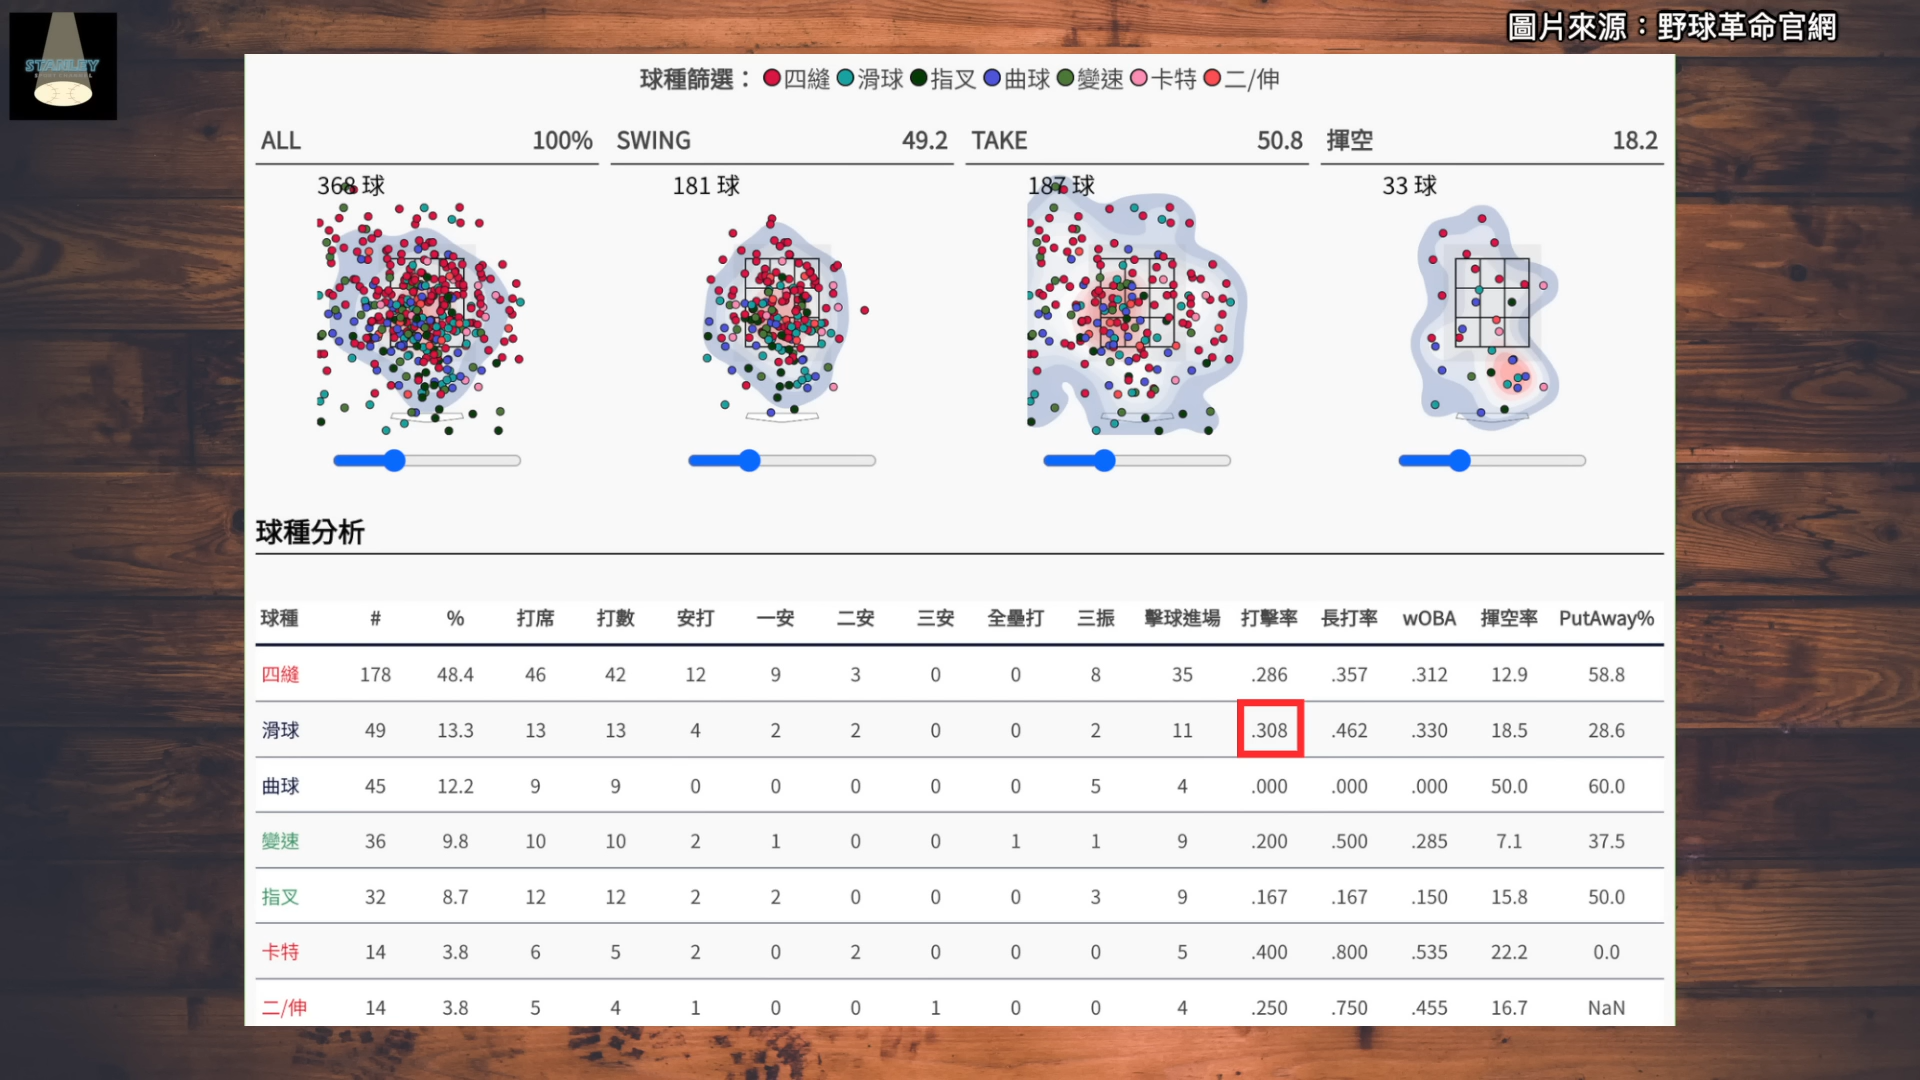 圖片來源：野球革命官網
STANLEY
球種篩選： 四縫 滑球 指叉 曲球 變速 卡特 二/伸
ALL 100% SWING 49.2 TAKE 50.8 揮空 18.2
368 球 181 球 187 球 33 球
球種分析
球種 # % 打席 打數 安打 一安 二安 三安 全壘打 三振 擊球進場 打擊率 長打率 wOBA 揮空率 PutAway%
四縫 178 48.4 46 42 12 9 3 0 0 8 35 .286 .357 .312 12.9 58.8
滑球 49 13.3 13 13 4 2 2 0 0 2 11 .308 .462 .330 18.5 28.6
曲球 45 12.2 9 9 0 0 0 0 0 5 4 .000 .000 .000 50.0 60.0
變速 36 9.8 10 10 2 1 0 0 1 1 9 .200 .500 .285 7.1 37.5
指叉 32 8.7 12 12 2 2 0 0 0 3 9 .167 .167 .150 15.8 50.0
卡特 14 3.8 6 5 2 0 2 0 0 0 5 .400 .800 .535 22.2 0.0
二/伸 14 3.8 5 4 1 0 0 1 0 0 4 .250 .750 .455 16.7 NaN